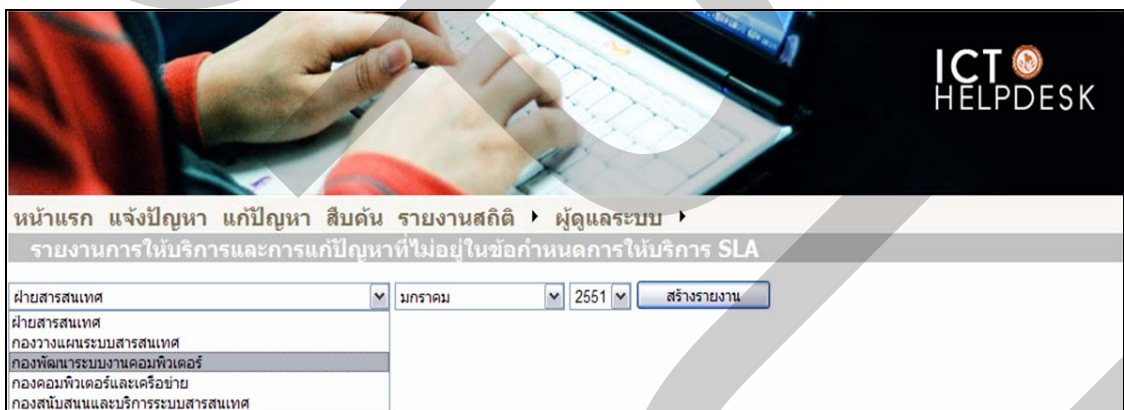 ICT
HELPDESK
หน้าแรก แจ้งปัญหา แก้ปัญหา สืบค้น รายงานสถิติ ผู้ดูแลระบบ
รายงานการให้บริการและการแก้ปัญหาที่ไม่อยู่ในข้อกำหนดการให้บริการ SLA
ฝ่ายสารสนเทศ มกราคม 2551 สร้างรายงาน
ฝ่ายสารสนเทศ
กองวางแผนระบบสารสนเทศ
กองพัฒนาระบบงานคอมพิวเตอร์
กองคอมพิวเตอร์และเครือข่าย
กองสนับสนุนและบริการระบบสารสนเทศ